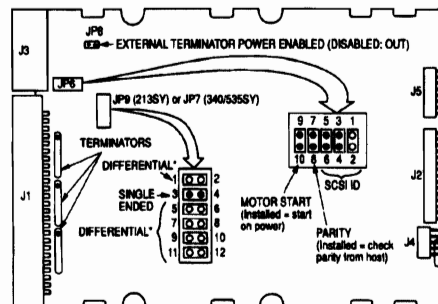 JP8
EXTERNAL TERMINATOR POWER ENABLED (DISABLED: OUT)
J3
JP6
J5
JP9 (213SY) or JP7 (340/535SY)
9 7 5 3 1
10 8 6 4 2
SCSI ID
TERMINATORS
DIFFERENTIAL*
1 2
SINGLE ENDED
3 4
DIFFERENTIAL*
5 6
7 8
9 10
11 12
MOTOR START
(Installed = start
on power)
PARITY
(Installed = check
parity from host)
J1
J2
J4